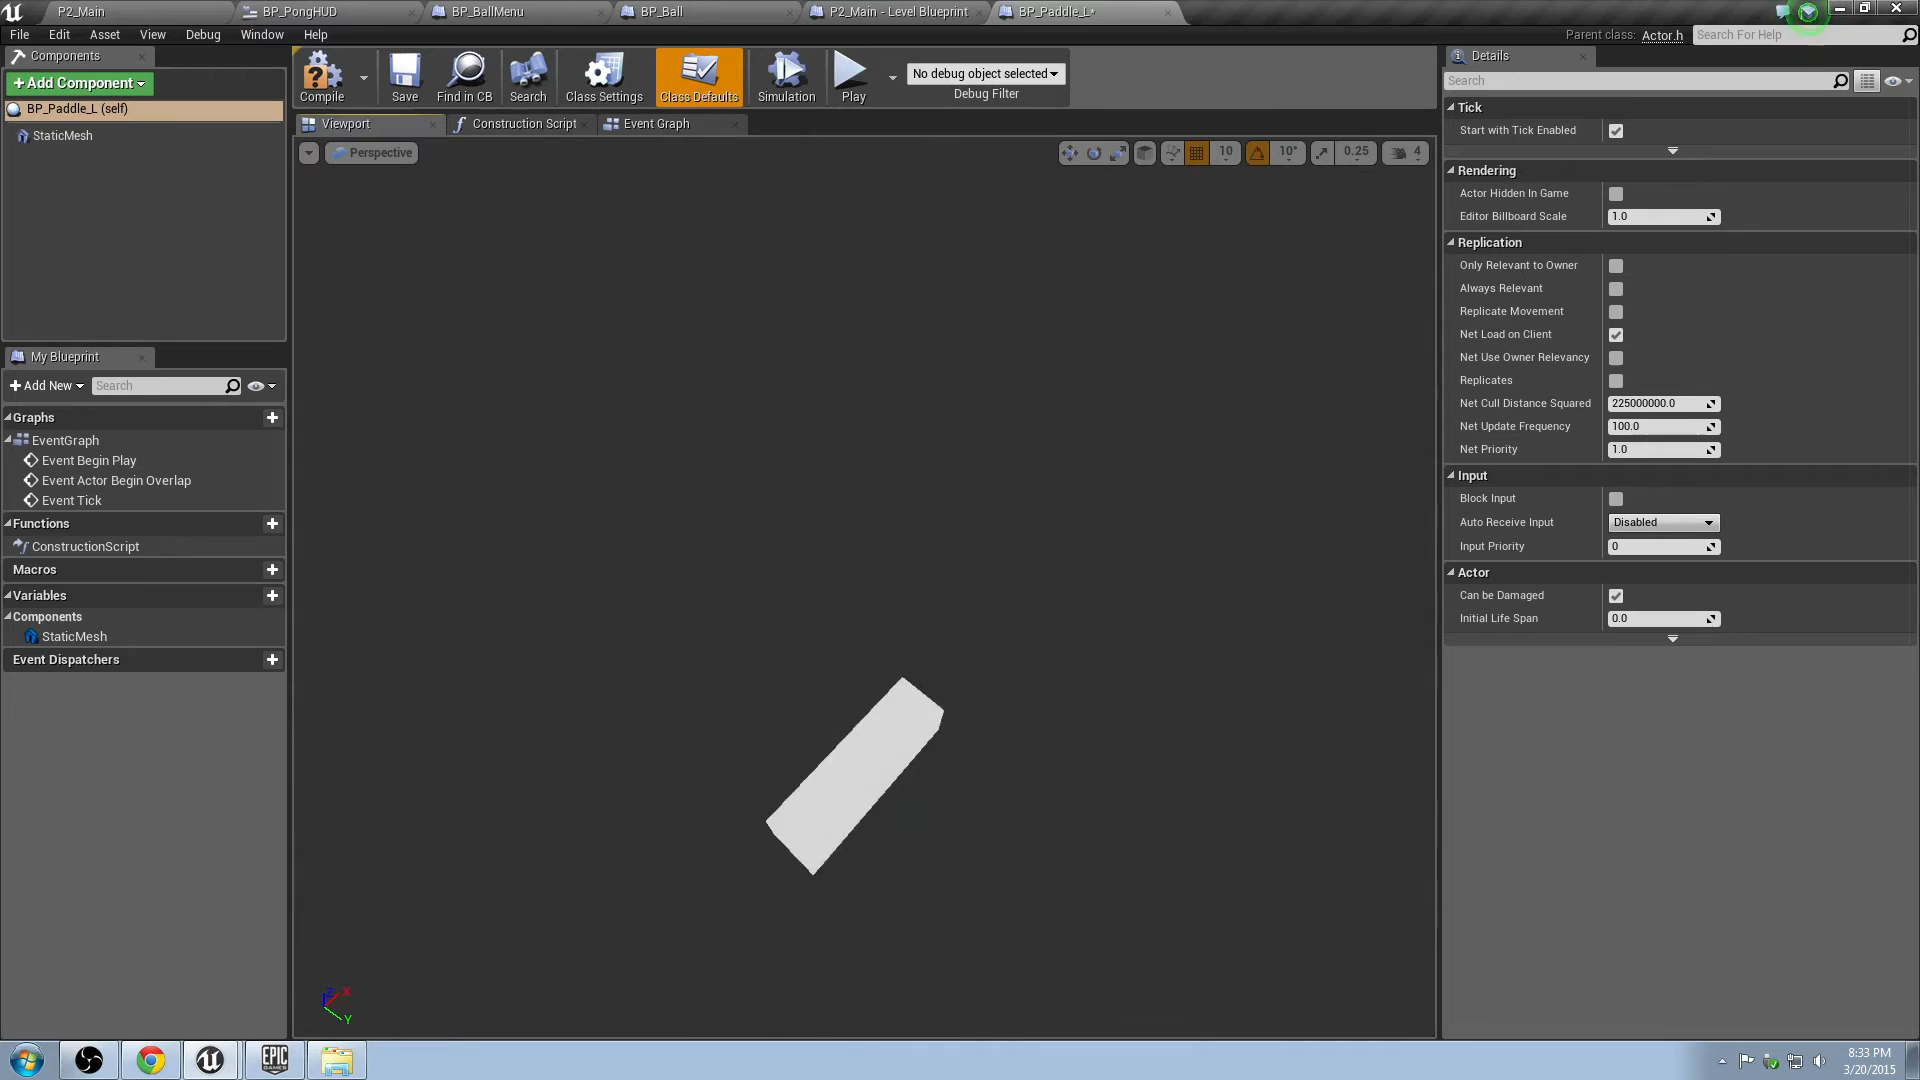 P2_Main
BP_PongHUD
BP_BallMenu
BP_Ball
P2_Main - Level Blueprint
BP_Paddle_L*
File Edit Asset View Debug Window Help
Parent class: Actor.h
Search For Help
Components
+Add Component
BP_Paddle_L (self)
StaticMesh
Compile
Save
Find in CB
Search
Class Settings
Class Defaults
Simulation
Play
No debug object selected
Debug Filter
Viewport
Construction Script
Event Graph
Perspective
10
10°
0.25
4
X
Y
My Blueprint
+Add New
Search
Graphs
EventGraph
Event Begin Play
Event Actor Begin Overlap
Event Tick
Functions
ConstructionScript
Macros
Variables
Components
StaticMesh
Event Dispatchers
Details
Search
Tick
Start with Tick Enabled
Rendering
Actor Hidden In Game
Editor Billboard Scale 1.0
Replication
Only Relevant to Owner
Always Relevant
Replicate Movement
Net Load on Client
Net Use Owner Relevancy
Replicates
Net Cull Distance Squared 225000000.0
Net Update Frequency 100.0
Net Priority 1.0
Input
Block Input
Auto Receive Input Disabled
Input Priority 0
Actor
Can be Damaged
Initial Life Span 0.0
EPIC
GAMES
8:33 PM
3/20/2015